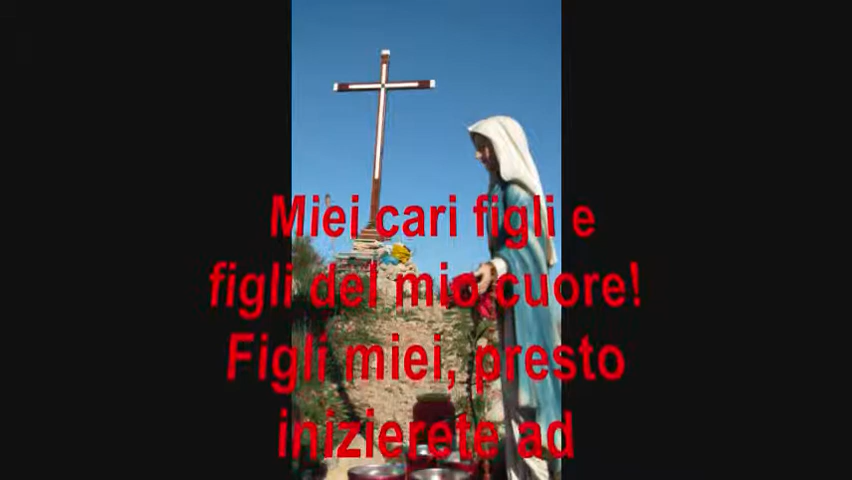 Miei cari figli e
figli del mio cuore!
Figli miei, presto
inizierete ad